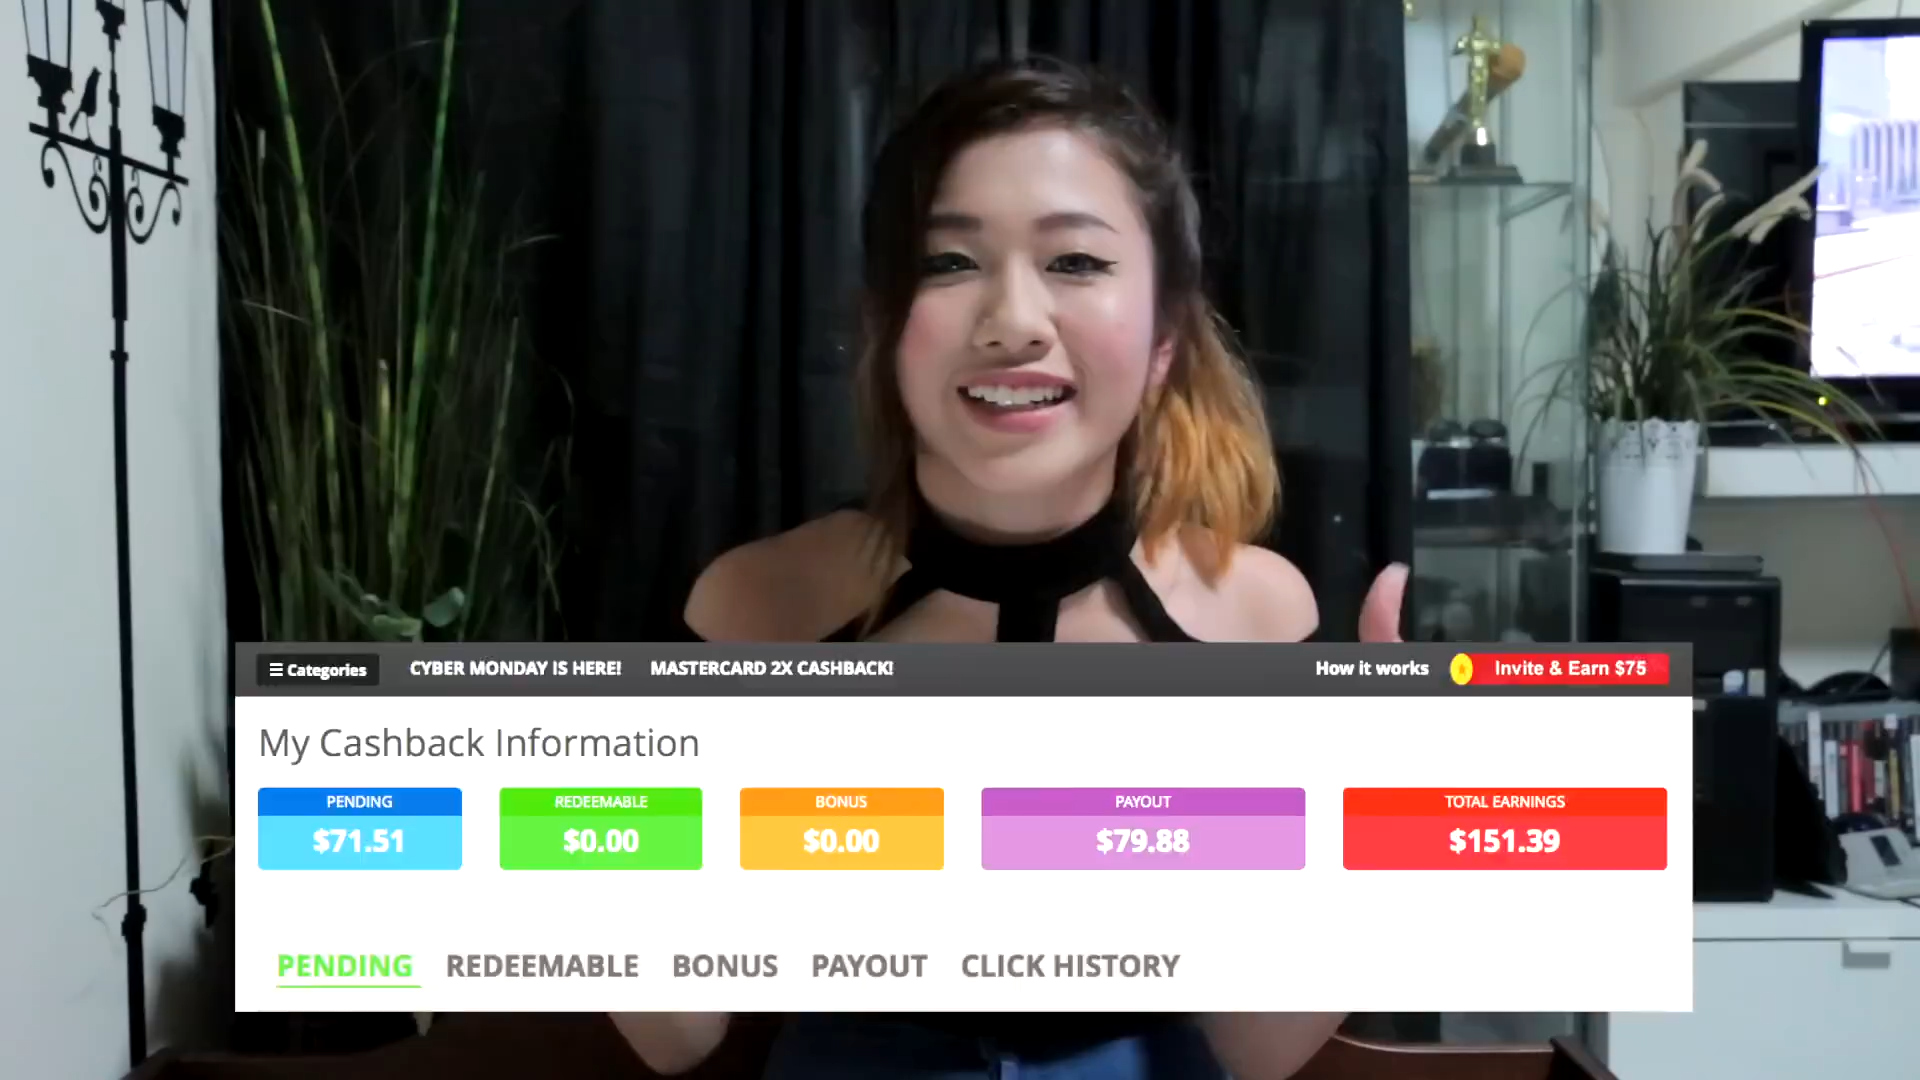 ☰ Categories CYBER MONDAY IS HERE! MASTERCARD 2X CASHBACK! How it works Invite & Earn $75
My Cashback Information
PENDING REDEEMABLE BONUS PAYOUT TOTAL EARNINGS
$71.51 $0.00 $0.00 $79.88 $151.39
PENDING REDEEMABLE BONUS PAYOUT CLICK HISTORY